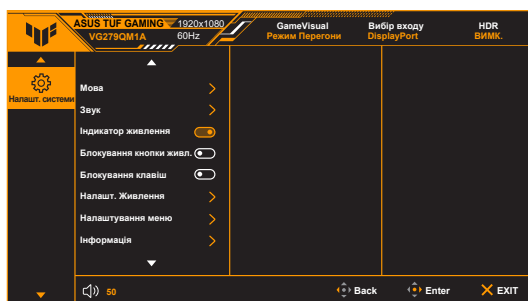 ASUS TUF GAMING 1920x1080 GameVisual Вибір входу HDR
VG279QM1A 60Hz Режим Перегони DisplayPort ВИМК.
Налашт. системи
Мова
Звук
Індикатор живлення
Блокування кнопки живл.
Блокування клавіш
Налашт. Живлення
Налаштування меню
Інформація
50 Back Enter EXIT